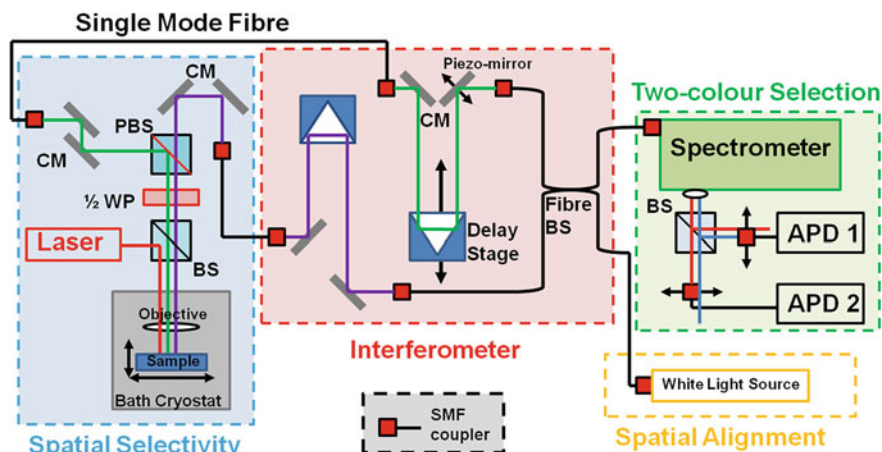 Single Mode Fibre
CM
PBS
CM
½ WP
Laser
BS
Objective
Sample
Bath Cryostat
Spatial Selectivity
Piezo-mirror
CM
Delay
Stage
Fibre
BS
Interferometer
SMF
coupler
Two-colour Selection
Spectrometer
BS
APD 1
APD 2
White Light Source
Spatial Alignment